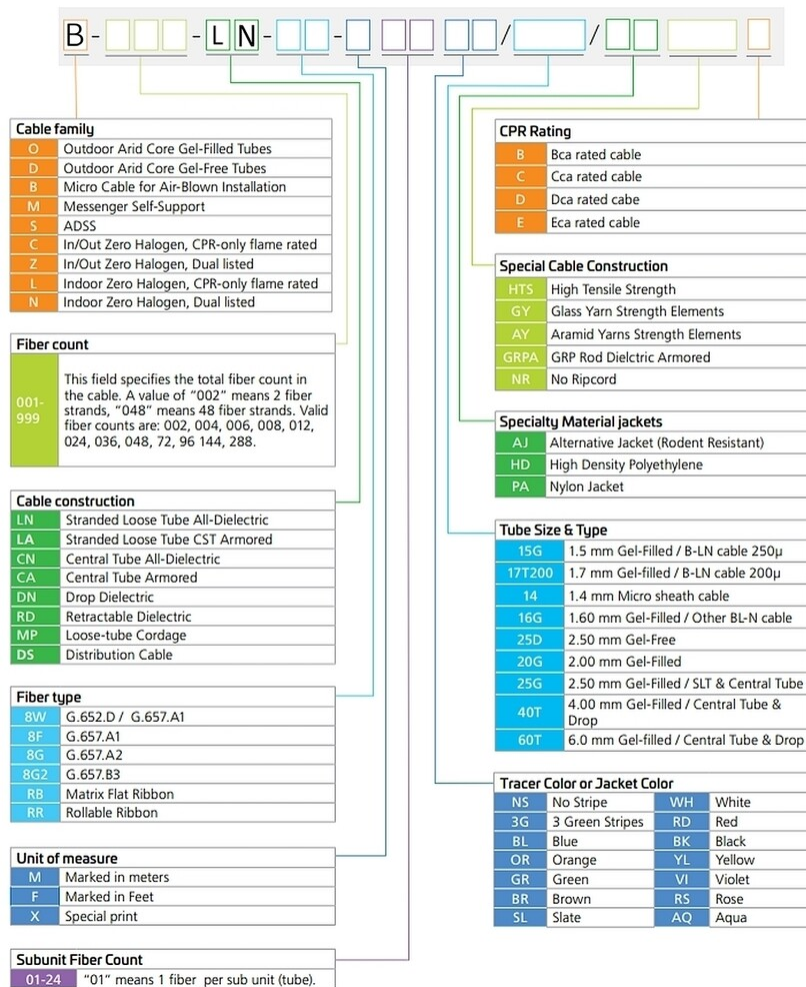 B - - L N - - / /
Cable family
O Outdoor Arid Core Gel-Filled Tubes
D Outdoor Arid Core Gel-Free Tubes
B Micro Cable for Air-Blown Installation
M Messenger Self-Support
S ADSS
C In/Out Zero Halogen, CPR-only flame rated
Z In/Out Zero Halogen, Dual listed
L Indoor Zero Halogen, CPR-only flame rated
N Indoor Zero Halogen, Dual listed
Fiber count
001-
999
This field specifies the total fiber count in
the cable. A value of “002” means 2 fiber
strands, “048” means 48 fiber strands. Valid
fiber counts are: 002, 004, 006, 008, 012,
024, 036, 048, 72, 96 144, 288.
Cable construction
LN Stranded Loose Tube All-Dielectric
LA Stranded Loose Tube CST Armored
CN Central Tube All-Dielectric
CA Central Tube Armored
DN Drop Dielectric
RD Retractable Dielectric
MP Loose-tube Cordage
DS Distribution Cable
Fiber type
8W G.652.D / G.657.A1
8F G.657.A1
8G G.657.A2
8G2 G.657.B3
RB Matrix Flat Ribbon
RR Rollable Ribbon
Unit of measure
M Marked in meters
F Marked in Feet
X Special print
Subunit Fiber Count
01-24 “01” means 1 fiber per sub unit (tube).
CPR Rating
B Bca rated cable
C Cca rated cable
D Dca rated cabe
E Eca rated cable
Special Cable Construction
HTS High Tensile Strength
GY Glass Yarn Strength Elements
AY Aramid Yarns Strength Elements
GRPA GRP Rod Dielctric Armored
NR No Ripcord
Specialty Material jackets
AJ Alternative Jacket (Rodent Resistant)
HD High Density Polyethylene
PA Nylon Jacket
Tube Size & Type
15G 1.5 mm Gel-Filled / B-LN cable 250µ
17T200 1.7 mm Gel-filled / B-LN cable 200µ
14 1.4 mm Micro sheath cable
16G 1.60 mm Gel-Filled / Other BL-N cable
25D 2.50 mm Gel-Free
20G 2.00 mm Gel-Filled
25G 2.50 mm Gel-Filled / SLT & Central Tube
40T 4.00 mm Gel-Filled / Central Tube &
Drop
60T 6.0 mm Gel-filled / Central Tube & Drop
Tracer Color or Jacket Color
NS No Stripe WH White
3G 3 Green Stripes RD Red
BL Blue BK Black
OR Orange YL Yellow
GR Green VI Violet
BR Brown RS Rose
SL Slate AQ Aqua